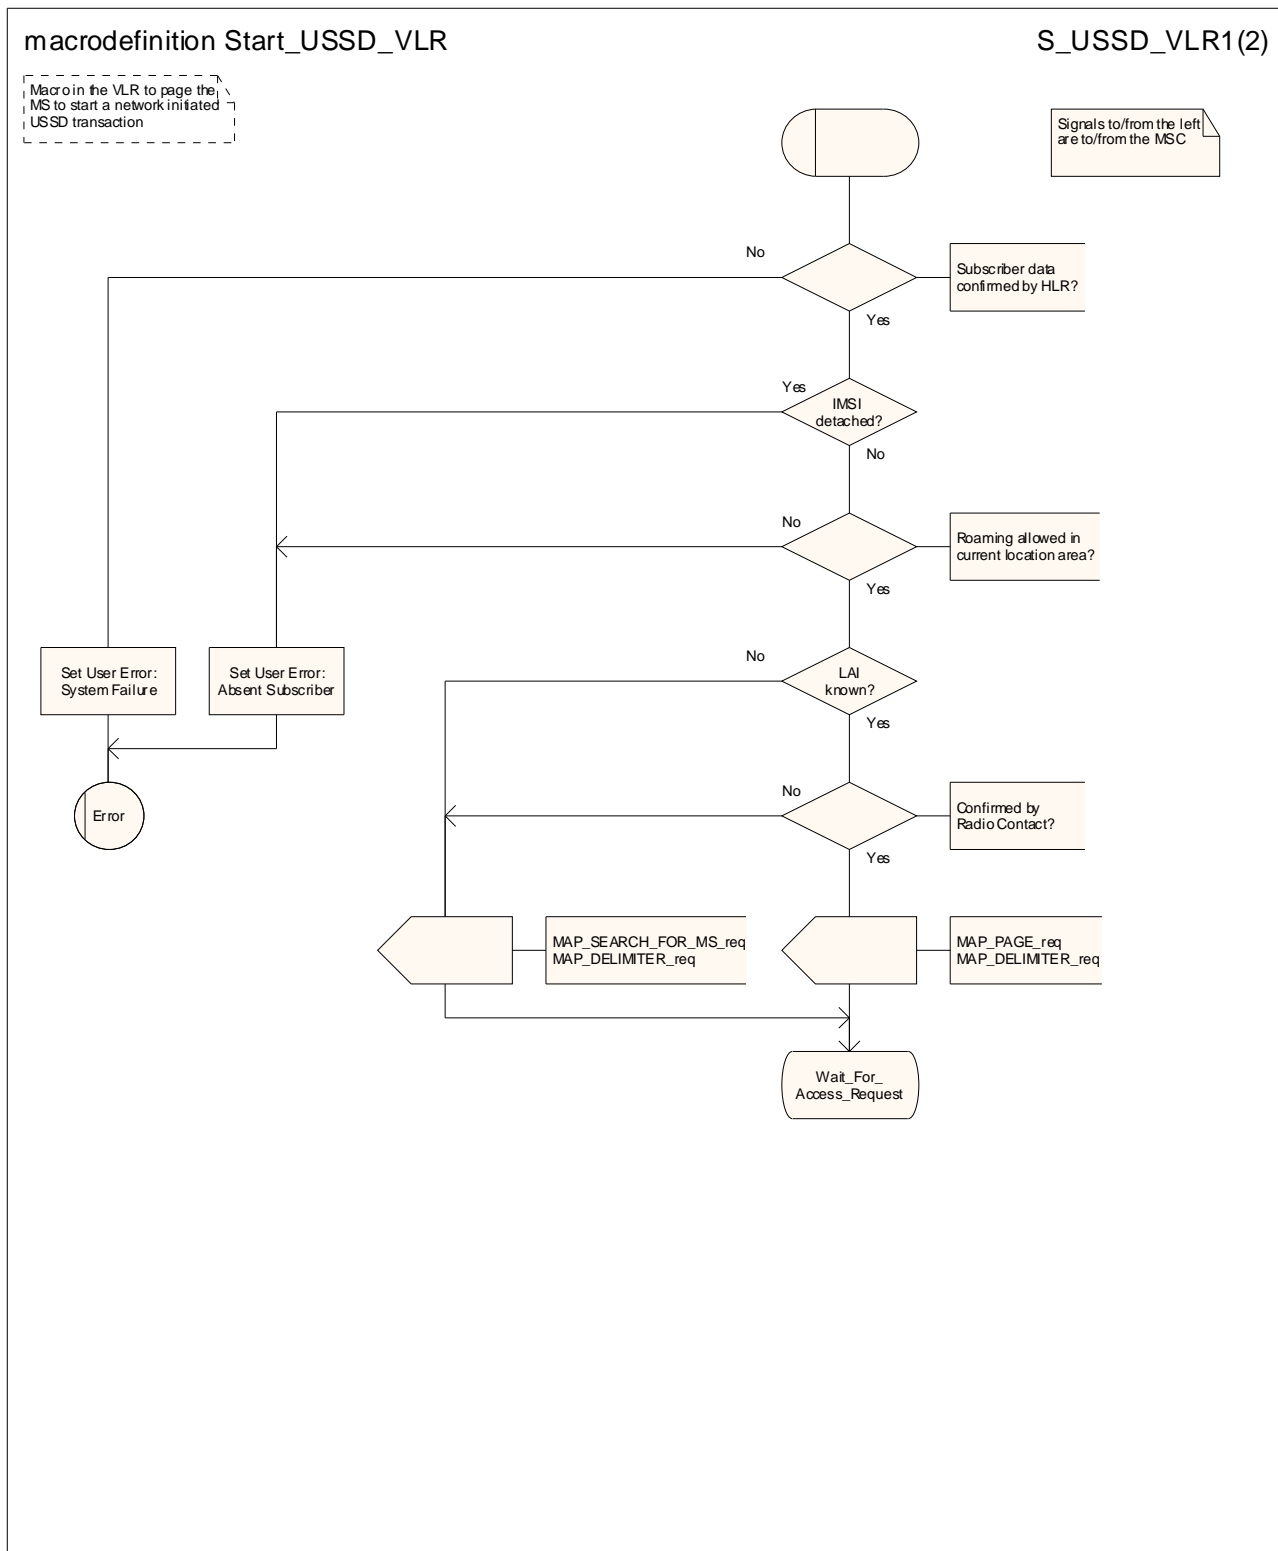 macrodefinition Start_USSD_VLR
S_USSD_VLR1(2)
Macro in the VLR to page the
MS to start a network initiated
USSD transaction
Signals to/from the left
are to/from the MSC
No
Subscriber data
confirmed by HLR?
Yes
Yes
IMSI
detached?
No
No
Roaming allowed in
current location area?
Yes
Set User Error:
System Failure
Set User Error:
Absent Subscriber
No
LAI
known?
Yes
Error
No
Confirmed by
Radio Contact?
Yes
MAP_SEARCH_FOR_MS_req
MAP_DELIMITER_req
MAP_PAGE_req
MAP_DELIMITER_req
Wait_For_
Access_Request